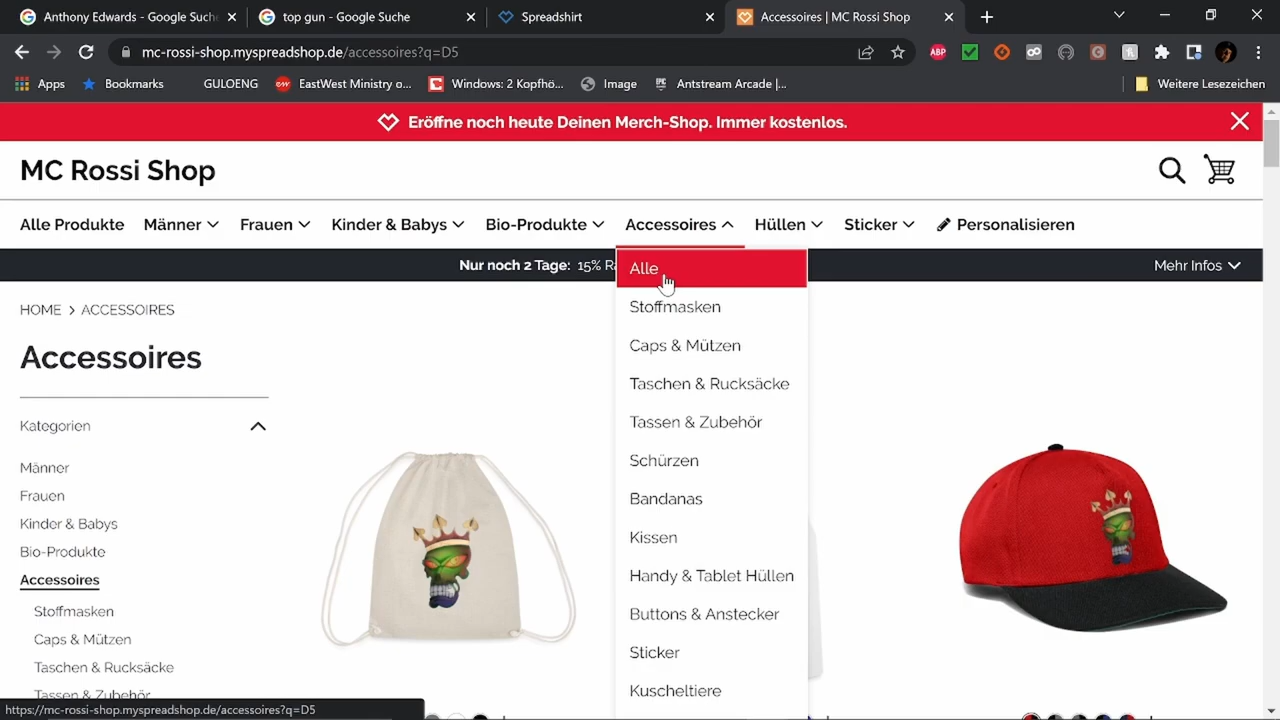 Anthony Edwards - Google Suche
top gun - Google Suche
Spreadshirt
Accessoires | MC Rossi Shop
mc-rossi-shop.myspreadshop.de/accessoires?q=D5
ABP
Apps
Bookmarks
GULOENG
EastWest Ministry o...
Windows: 2 Kopfhö...
Image
Antstream Arcade |...
Weitere Lesezeichen
Eröffne noch heute Deinen Merch-Shop. Immer kostenlos.
MC Rossi Shop
Alle Produkte Männer Frauen Kinder & Babys Bio-Produkte Accessoires Hüllen Sticker Personalisieren
Nur noch 2 Tage: 15% Ra
Mehr Infos
Alle
Stoffmasken
Caps & Mützen
Taschen & Rucksäcke
Tassen & Zubehör
Schürzen
Bandanas
Kissen
Handy & Tablet Hüllen
Buttons & Anstecker
Sticker
Kuscheltiere
HOME > ACCESSOIRES
Accessoires
Kategorien
Männer
Frauen
Kinder & Babys
Bio-Produkte
Accessoires
Stoffmasken
Caps & Mützen
Taschen & Rucksäcke
Tassen & Zubehör
https://mc-rossi-shop.myspreadshop.de/accessoires?q=D5